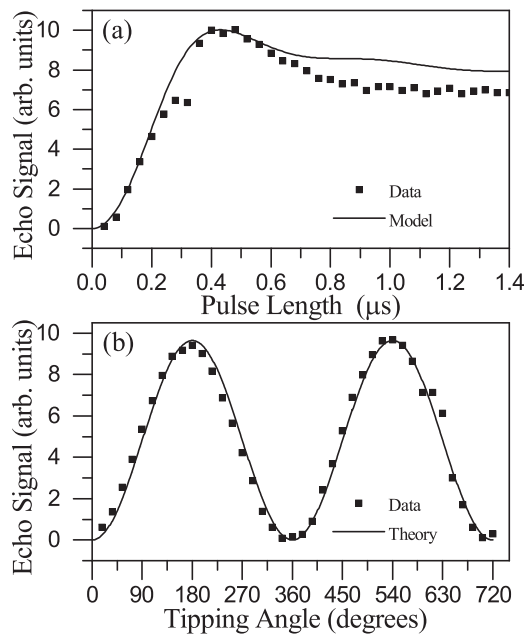 (a)
Echo Signal (arb. units)
10
8
6
4
2
0
Data
Model
0.0 0.2 0.4 0.6 0.8 1.0 1.2 1.4
Pulse Length (μs)
(b)
Echo Signal (arb. units)
10
8
6
4
2
0
Data
Theory
0 90 180 270 360 450 540 630 720
Tipping Angle (degrees)